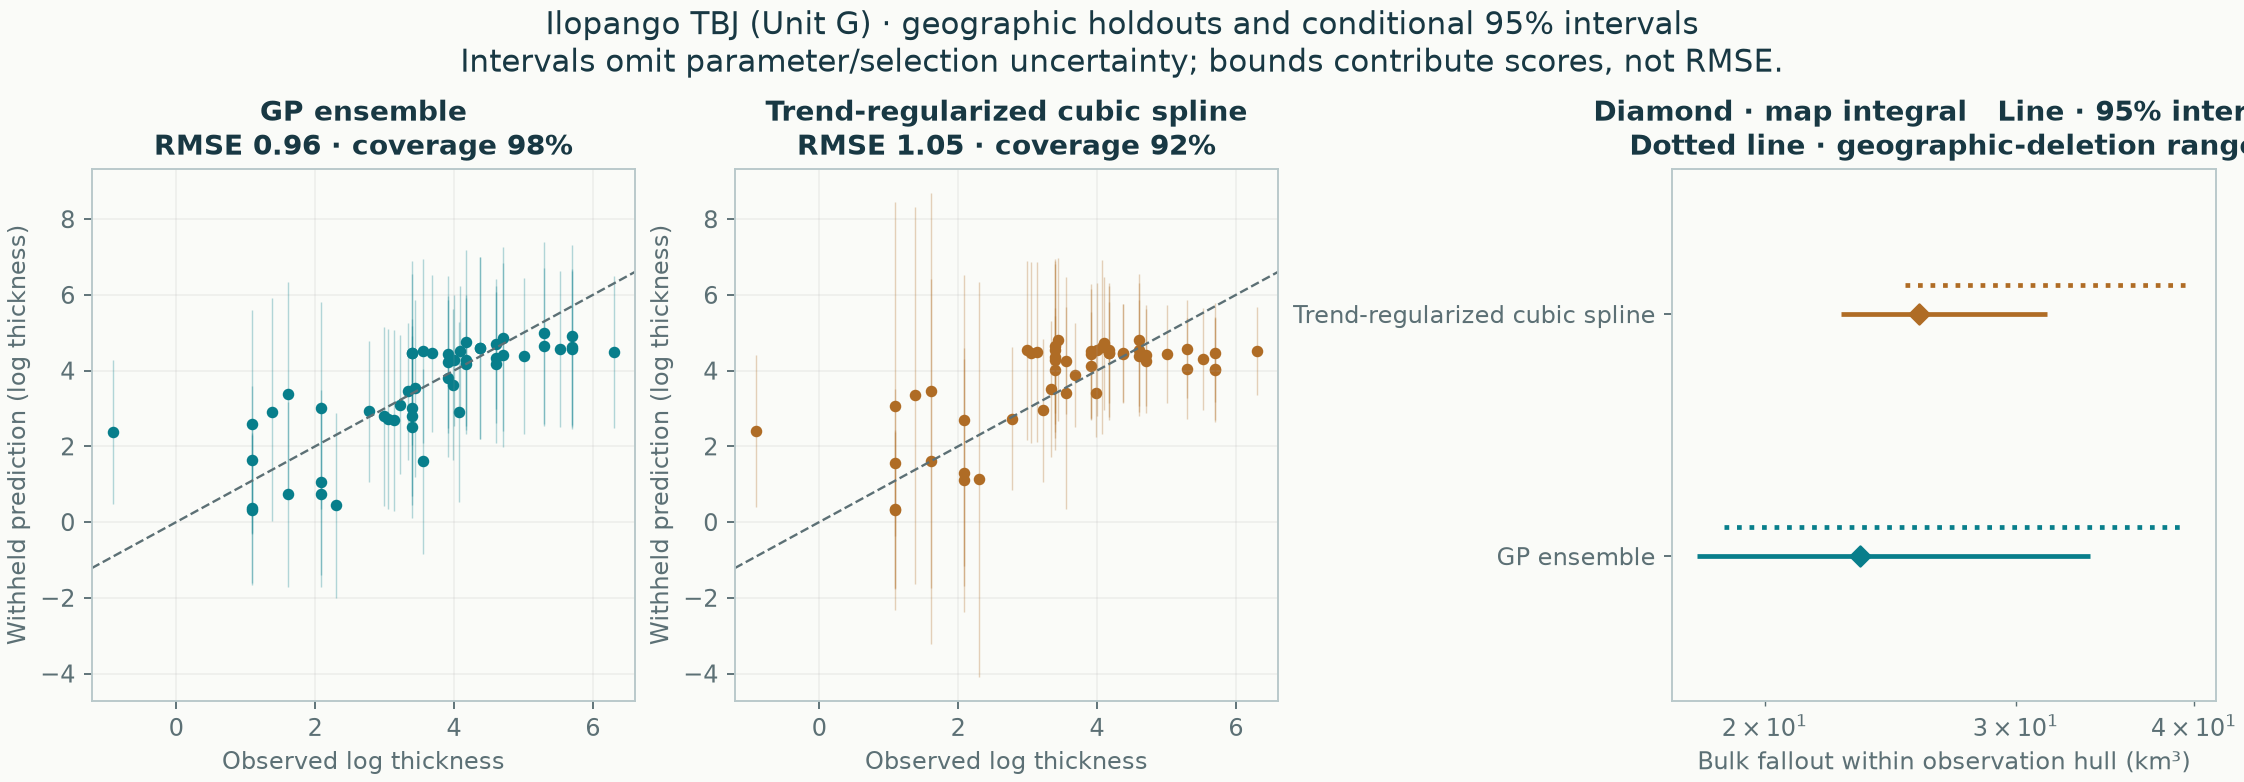 Ilopango TBJ (Unit G) · geographic holdouts and conditional 95% intervals
Intervals omit parameter/selection uncertainty; bounds contribute scores, not RMSE.
GP ensemble
RMSE 0.96 · coverage 98%
Withheld prediction (log thickness)
8
6
4
2
0
−2
−4
0
2
4
6
Observed log thickness
Trend-regularized cubic spline
RMSE 1.05 · coverage 92%
Withheld prediction (log thickness)
8
6
4
2
0
−2
−4
0
2
4
6
Observed log thickness
Diamond · map integral Line · 95% inter
Dotted line · geographic-deletion range
Trend-regularized cubic spline
GP ensemble
2 × 10¹
3 × 10¹
4 × 10¹
Bulk fallout within observation hull (km³)